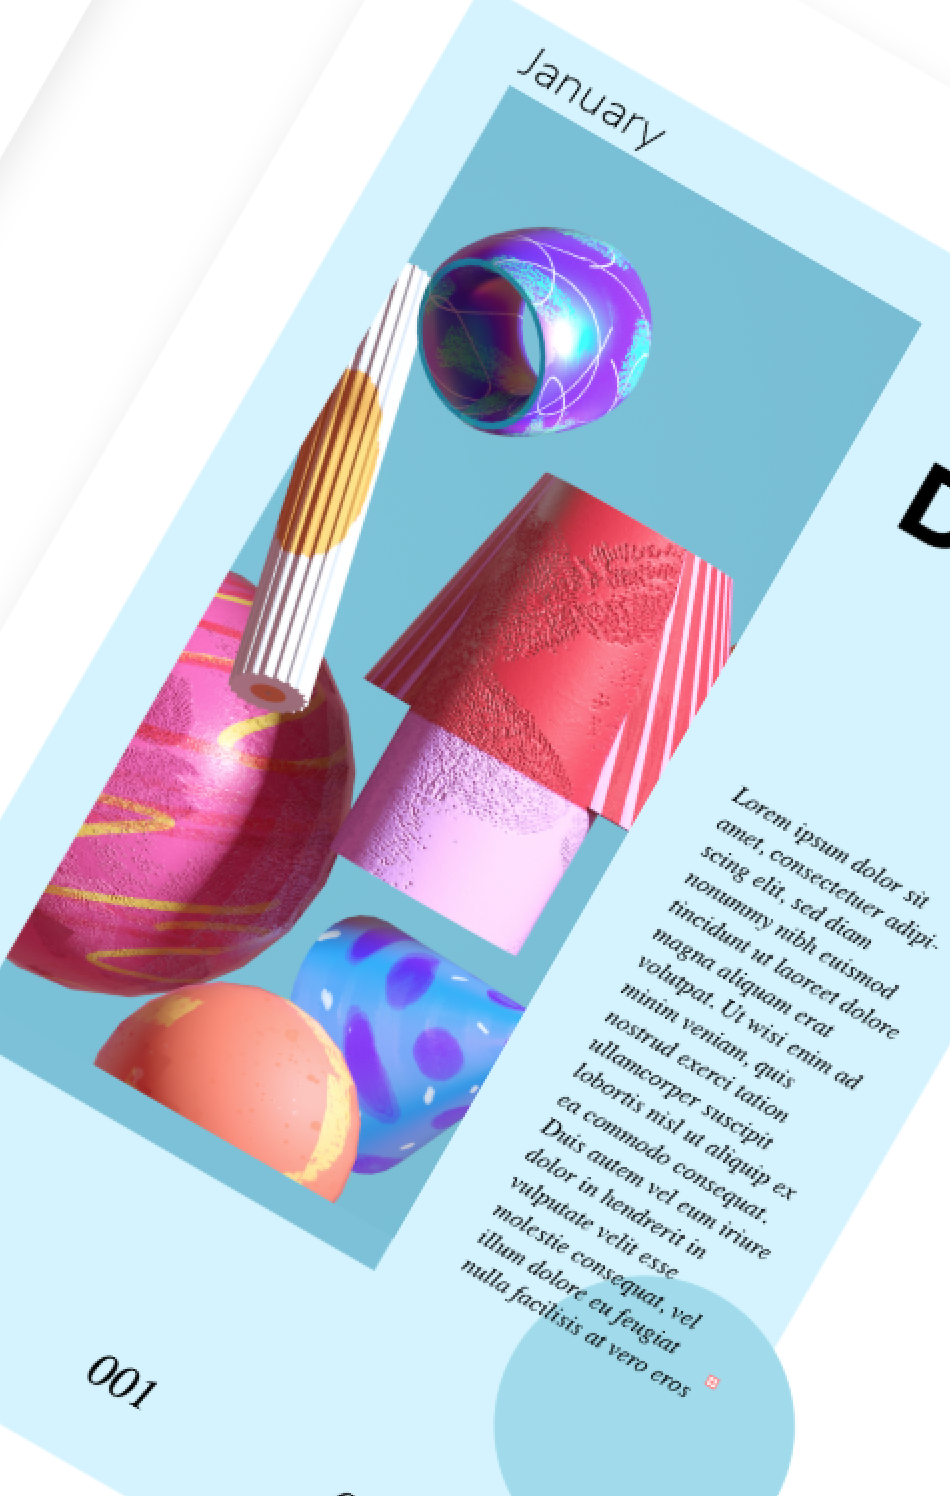 January
D
Lorem ipsum dolor sit
amet, consectetuer adipi-
scing elit, sed diam
nonummy nibh euismod
tincidunt ut laoreet dolore
magna aliquam erat
volutpat. Ut wisi enim ad
minim veniam, quis
nostrud exerci tation
ullamcorper suscipit
lobortis nisl ut aliquip ex
ea commodo consequat.
Duis autem vel cum iriure
dolor in hendrerit in
vulputate velit esse
molestie consequat, vel
illum dolore eu feugiat
nulla facilisis at vero eros
001